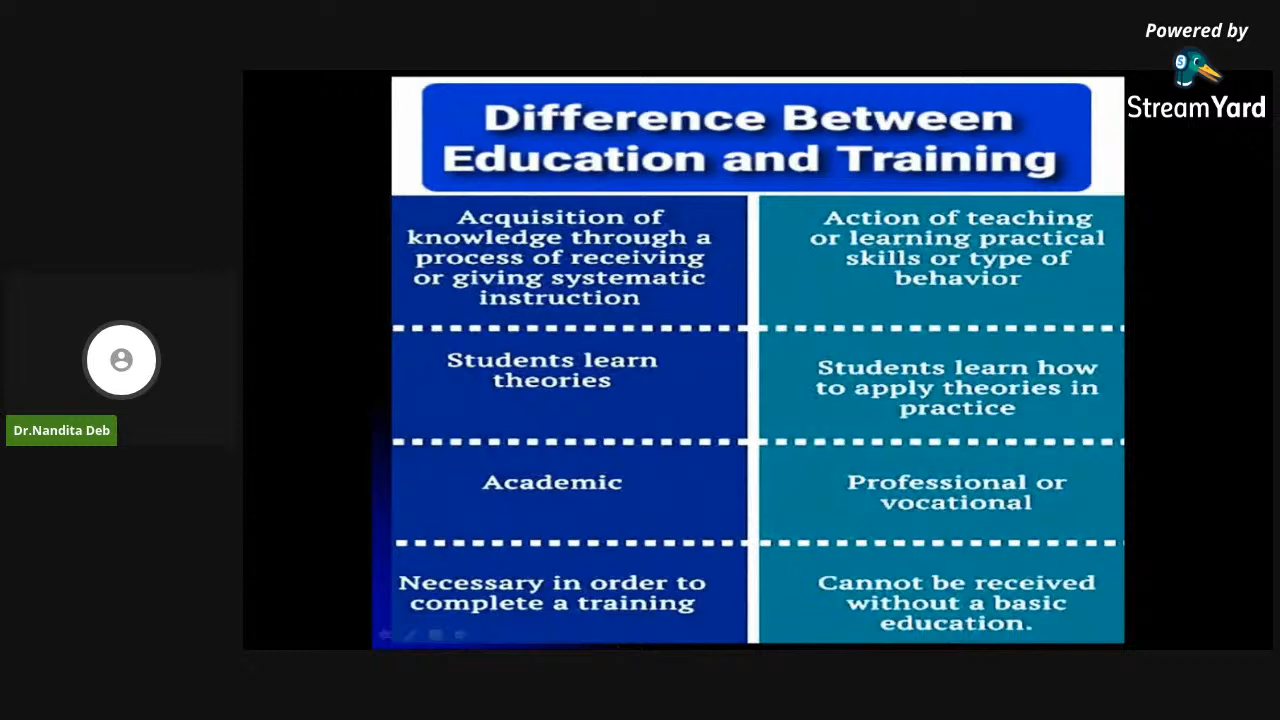 Powered by
StreamYard
Difference Between
Education and Training
Acquisition of
knowledge through a
process of receiving
or giving systematic
instruction
Action of teaching
or learning practical
skills or type of
behavior
Students learn
theories
Students learn how
to apply theories in
practice
Academic
Professional or
vocational
Necessary in order to
complete a training
Cannot be received
without a basic
education.
Dr.Nandita Deb